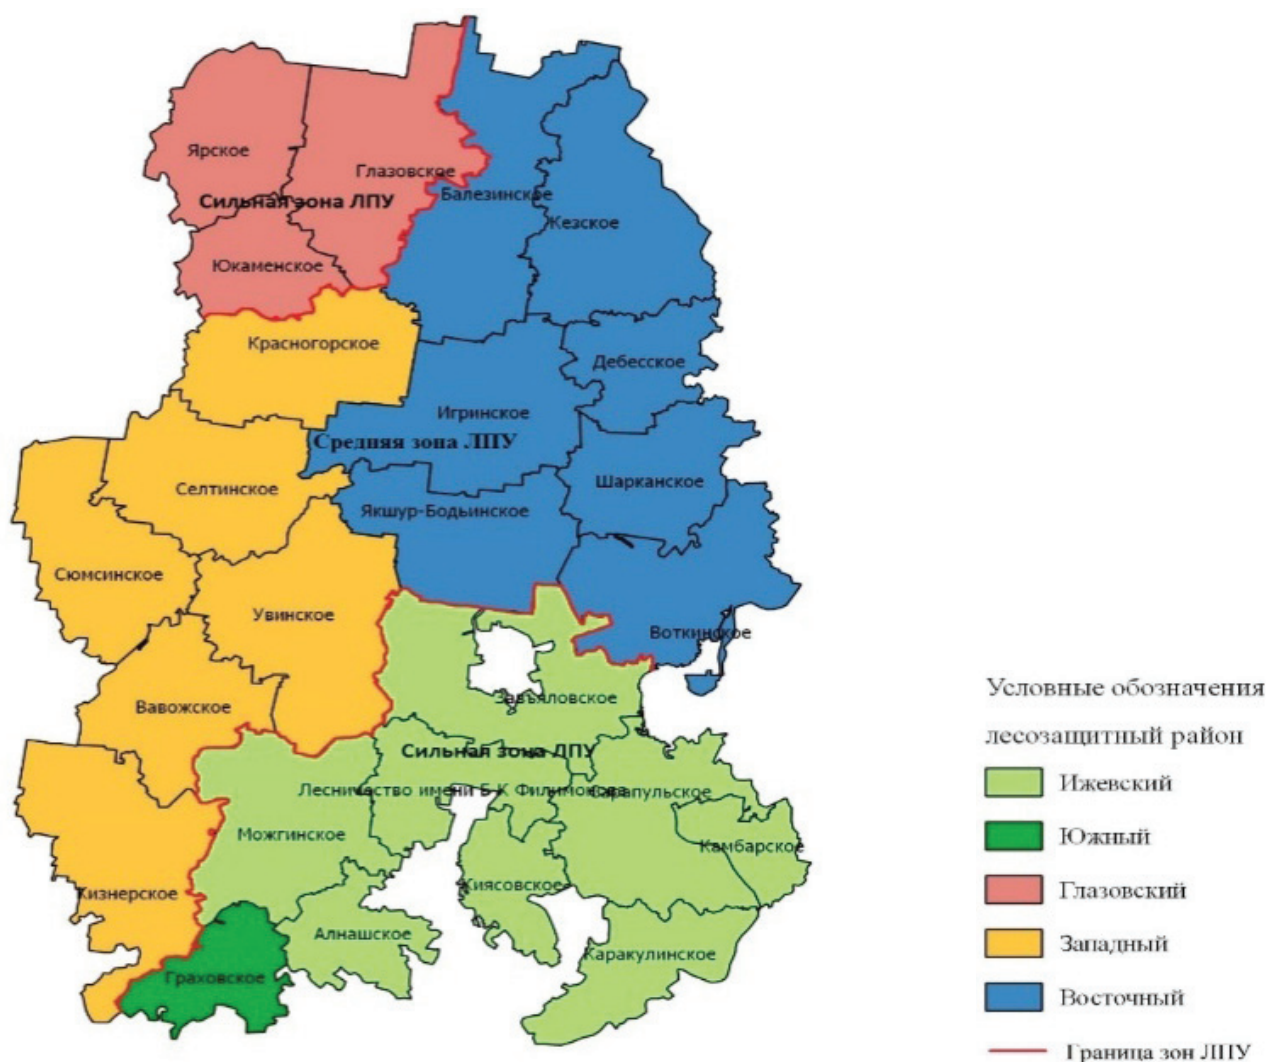 Ярское
Глазовское
Сильная зона ЛПУ
Балезинское
Кезское
Юкаменское
Красногорское
Дебесское
Игринское
Средняя зона ЛПУ
Селтинское
Шарканское
Якшур-Бодьинское
Сюмсинское
Увинское
Воткинское
Завьяловское
Вавожское
Сильная зона ЛПУ
Лесничество имени Б К Филимонова
Сарапульское
Можгинское
Камбарское
Киясовское
Кизнерское
Алнашское
Каракулинское
Граховское
Условные обозначения
лесозащитный район
Ижевский
Южный
Глазовский
Западный
Восточный
Граница зон ЛПУ